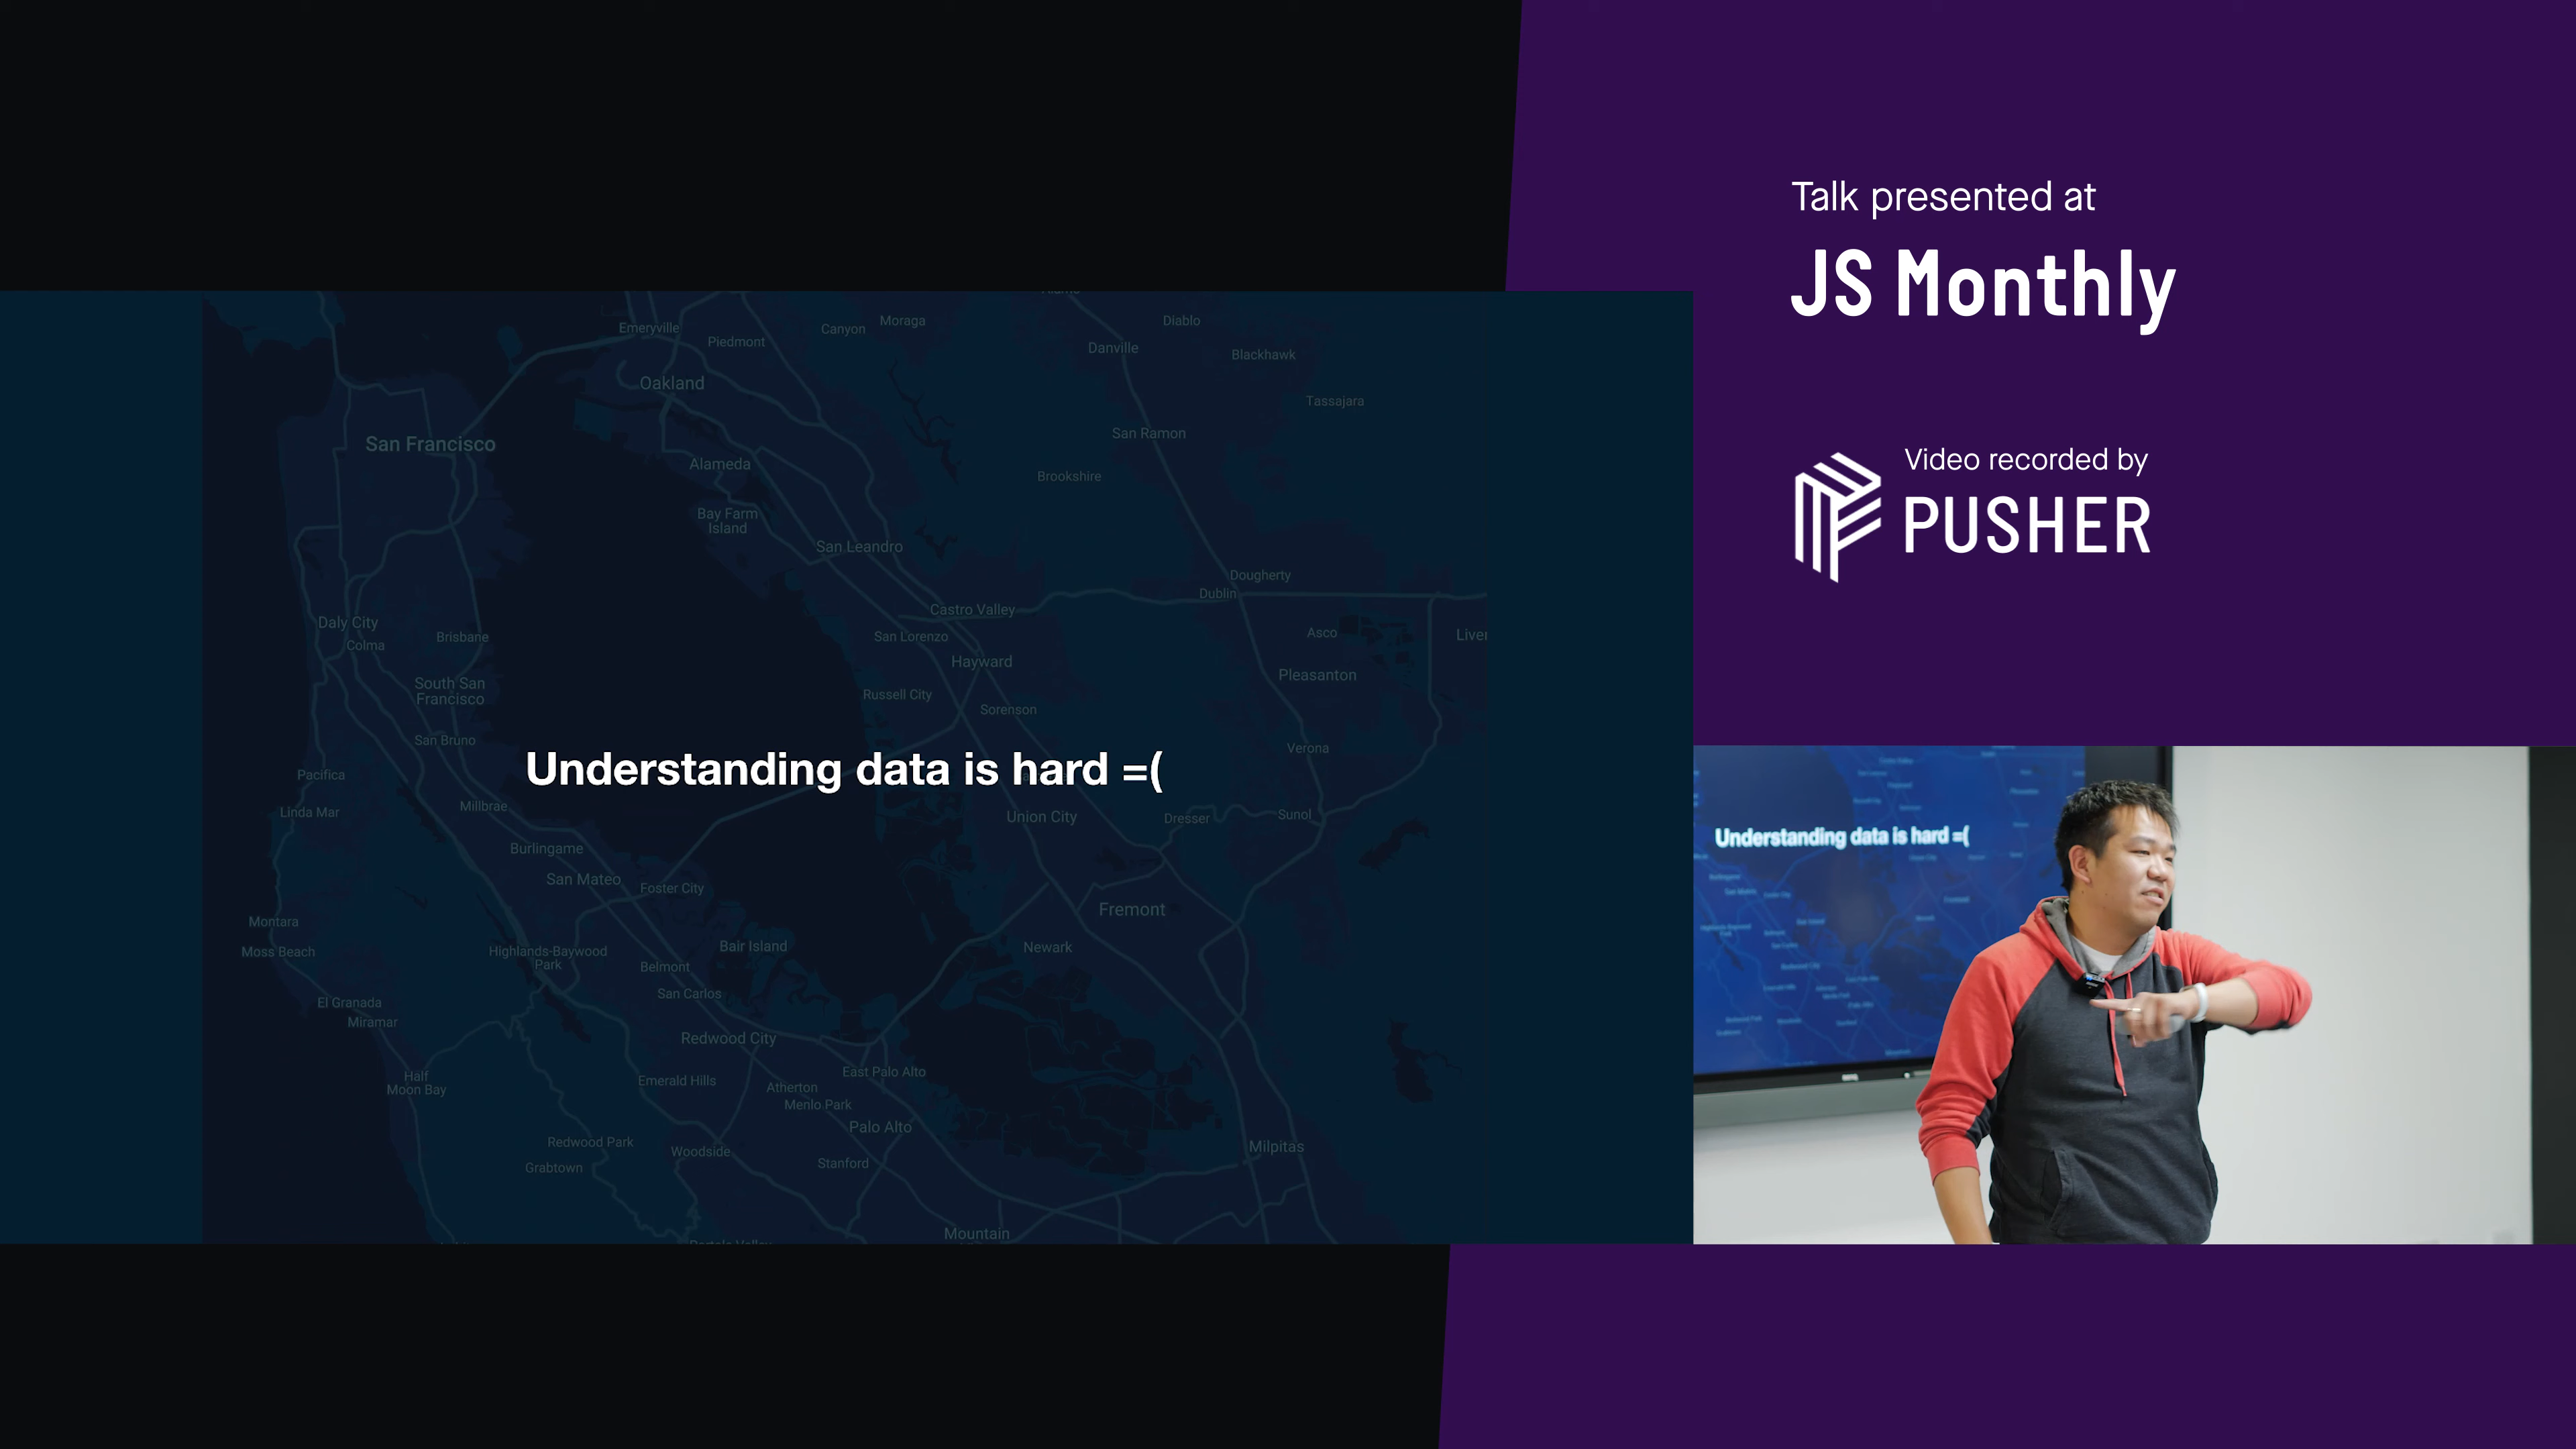 Talk presented at
JS Monthly
Video recorded by
PUSHER
Understanding data is hard =(
Emeryville
Piedmont
Canyon
Moraga
Diablo
Danville
Blackhawk
Oakland
Tassajara
San Francisco
San Ramon
Alameda
Brookshire
Bay Farm
Island
San Leandro
Dougherty
Dublin
Castro Valley
Daly City
Colma
Brisbane
San Lorenzo
Asco
Liver
Hayward
Pleasanton
South San
Francisco
Russell City
Sorenson
San Bruno
Verona
Pacifica
Linda Mar
Millbrae
Union City
Dresser
Sunol
Burlingame
San Mateo
Foster City
Fremont
Montara
Moss Beach
Highlands-Baywood
Park
Bair Island
Newark
Belmont
San Carlos
El Granada
Miramar
Redwood City
Half
Moon Bay
Emerald Hills
Atherton
East Palo Alto
Menlo Park
Palo Alto
Redwood Park
Woodside
Stanford
Grabtown
Milpitas
Mountain
Understanding data is hard =(